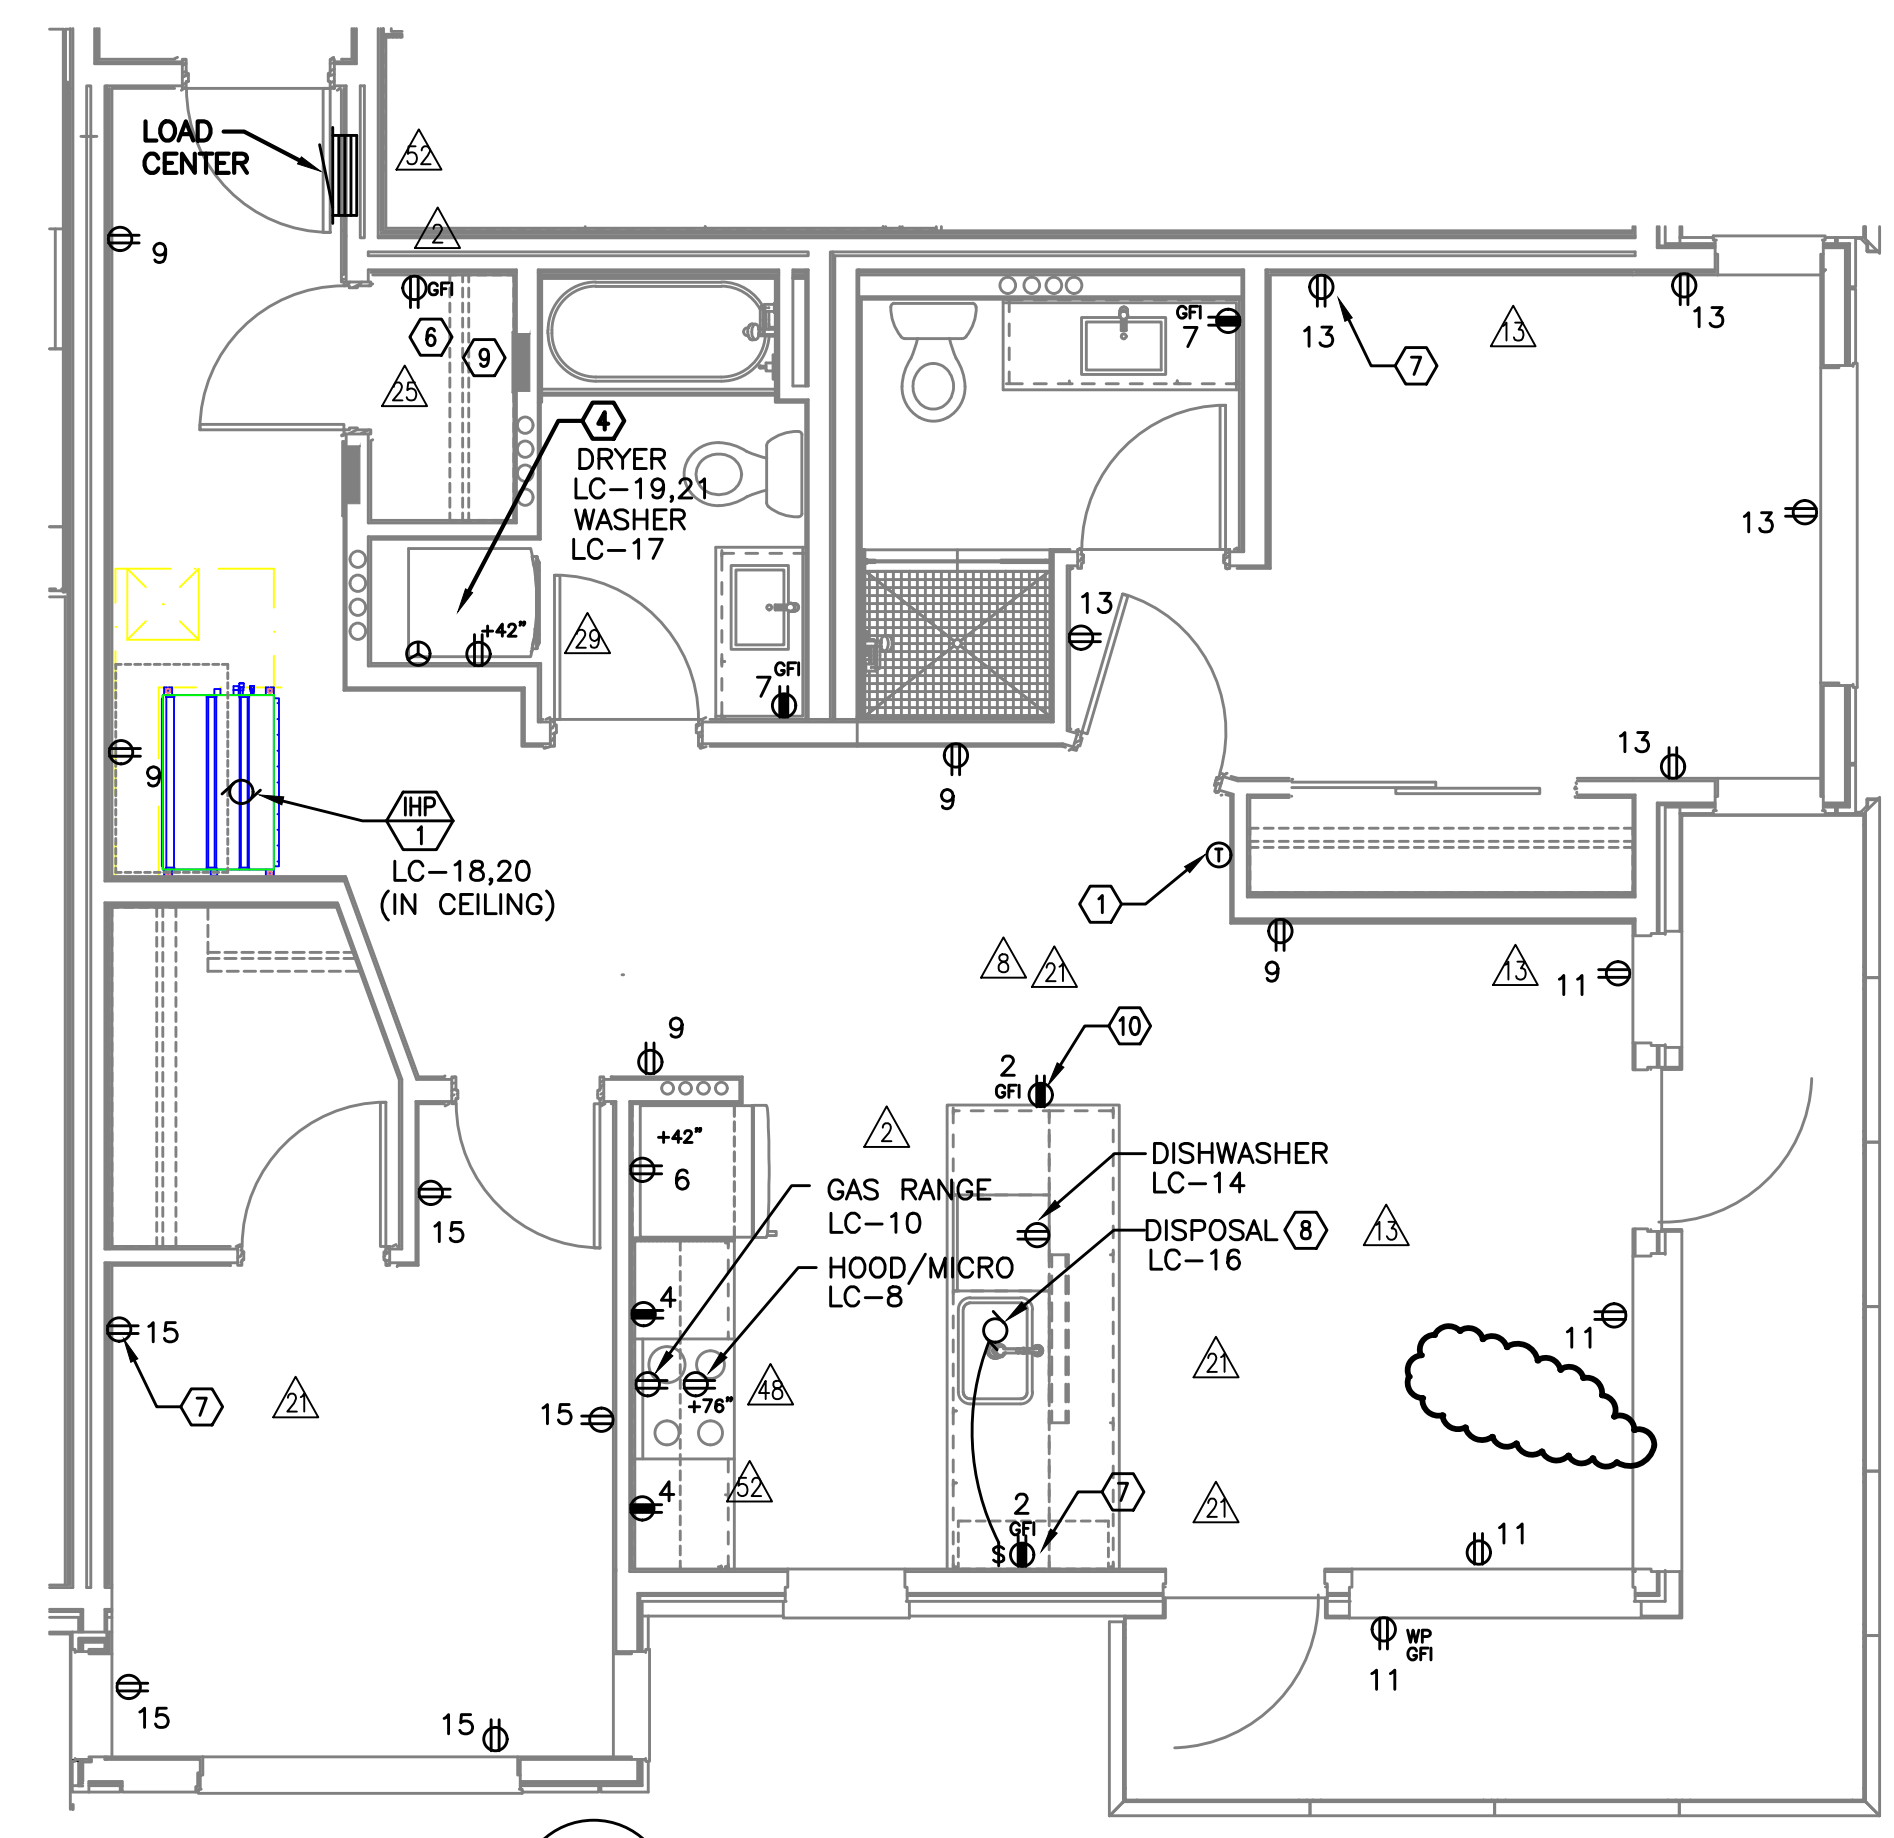 LOAD
CENTER
52
2
9
GFI
6
9
25
GFI
7
13
7
13
13
4
DRYER
LC-19,21
WASHER
LC-17
13
+42"
29
13
GFI
7
9
9
13
IHP
1
LC-18,20
(IN CEILING)
T
1
8
21
9
13
11
9
10
2
GFI
2
+42"
6
DISHWASHER
LC-14
GAS RANGE
LC-10
DISPOSAL 8
LC-16
13
15
HOOD/MICRO
LC-8
4
15
11
7
21
15
+76"
48
21
4
52
2
GFI
7
$
21
11
WP
GFI
11
15
15